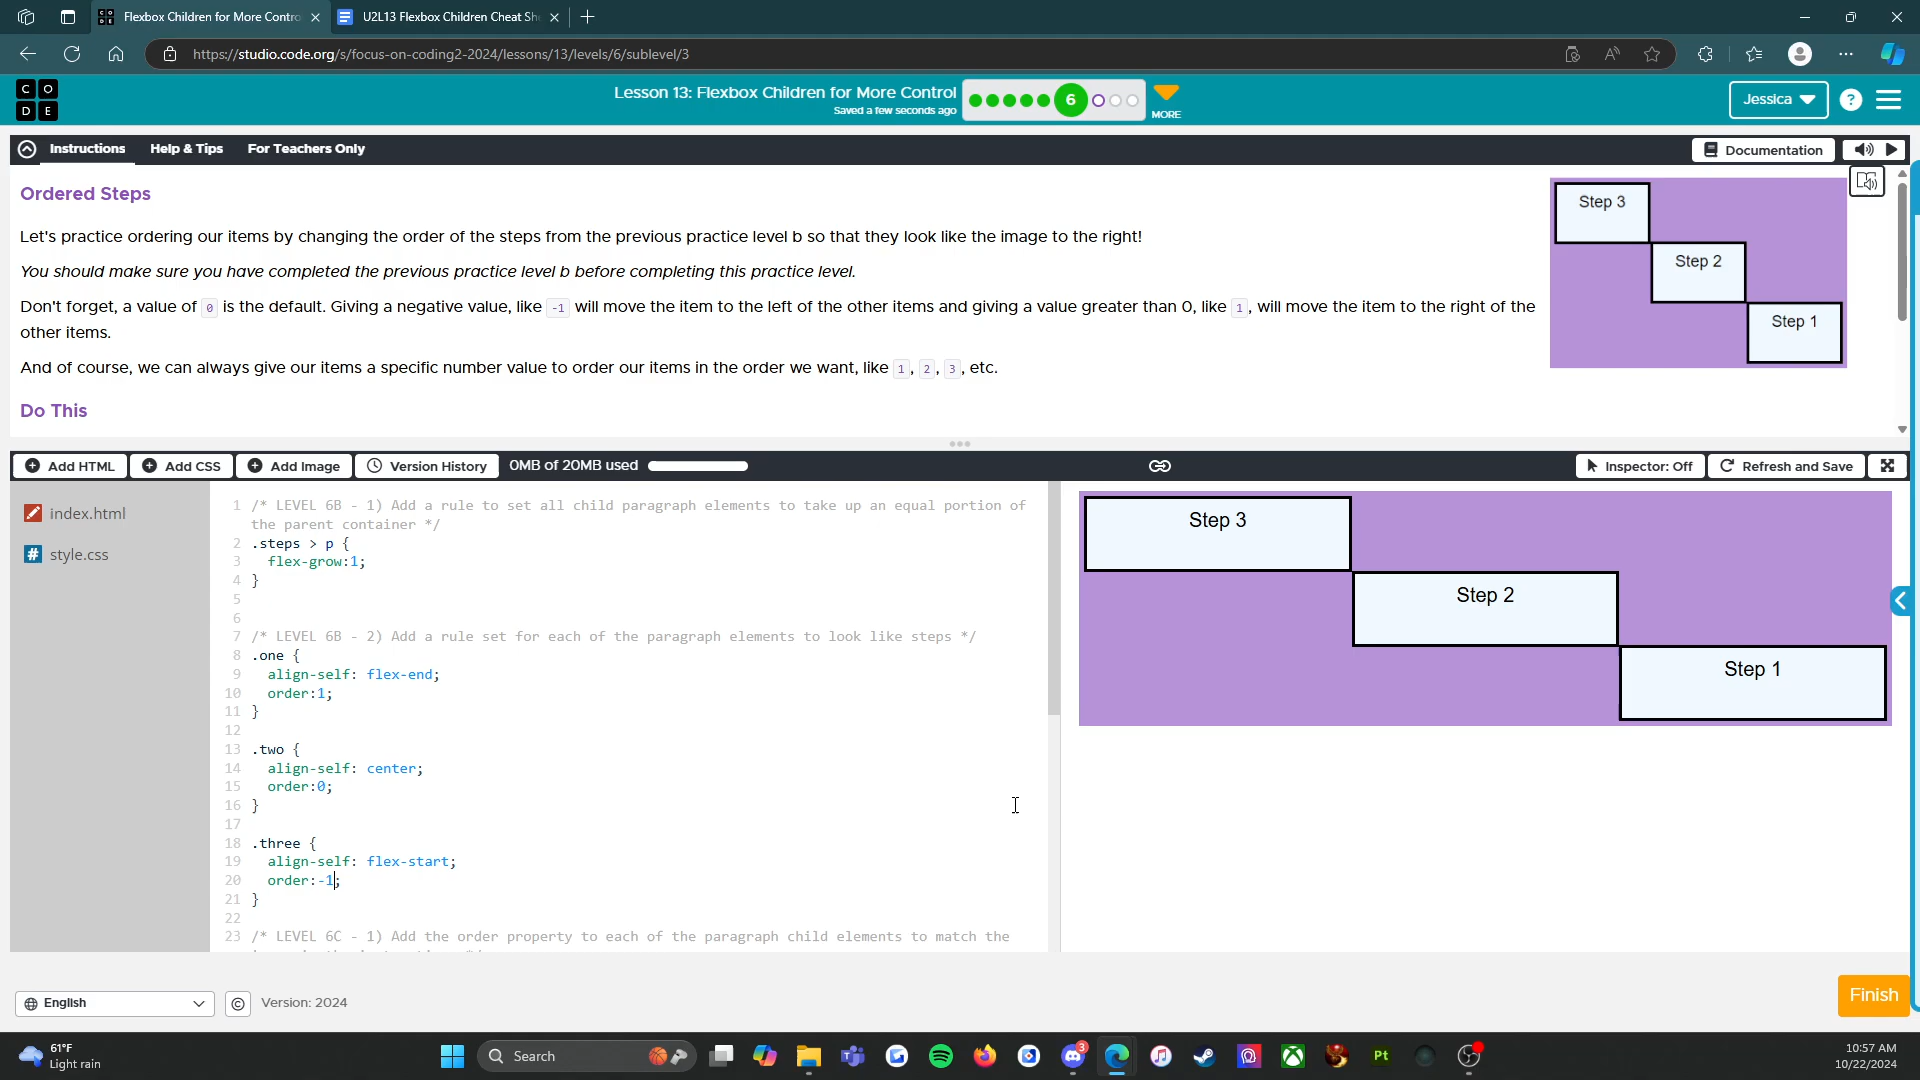 Flexbox Children for More Contro
U2L13 Flexbox Children Cheat She
https://studio.code.org/s/focus-on-coding2-2024/lessons/13/levels/6/sublevel/3
C O
D E
Lesson 13: Flexbox Children for More Control
Saved a few seconds ago
6
MORE
Jessica
?
Instructions
Help & Tips
For Teachers Only
Documentation
Ordered Steps
Let's practice ordering our items by changing the order of the steps from the previous practice level b so that they look like the image to the right!
You should make sure you have completed the previous practice level b before completing this practice level.
Don't forget, a value of 0 is the default. Giving a negative value, like -1 will move the item to the left of the other items and giving a value greater than 0, like 1, will move the item to the right of the
other items.
And of course, we can always give our items a specific number value to order our items in the order we want, like 1, 2, 3, etc.
Do This
Step 3
Step 2
Step 1
Add HTML
Add CSS
Add Image
Version History
0MB of 20MB used
Inspector: Off
Refresh and Save
index.html
# style.css
1 /* LEVEL 6B - 1) Add a rule to set all child paragraph elements to take up an equal portion of
the parent container */
2 .steps > p {
3 flex-grow:1;
4 }
5
6
7 /* LEVEL 6B - 2) Add a rule set for each of the paragraph elements to look like steps */
8 .one {
9 align-self: flex-end;
10 order:1;
11 }
12
13 .two {
14 align-self: center;
15 order:0;
16 }
17
18 .three {
19 align-self: flex-start;
20 order:-1;
21 }
22
23 /* LEVEL 6C - 1) Add the order property to each of the paragraph child elements to match the
Step 3
Step 2
Step 1
English
©
Version: 2024
Finish
61°F
Light rain
Search
3
Pt
10:57 AM
10/22/2024